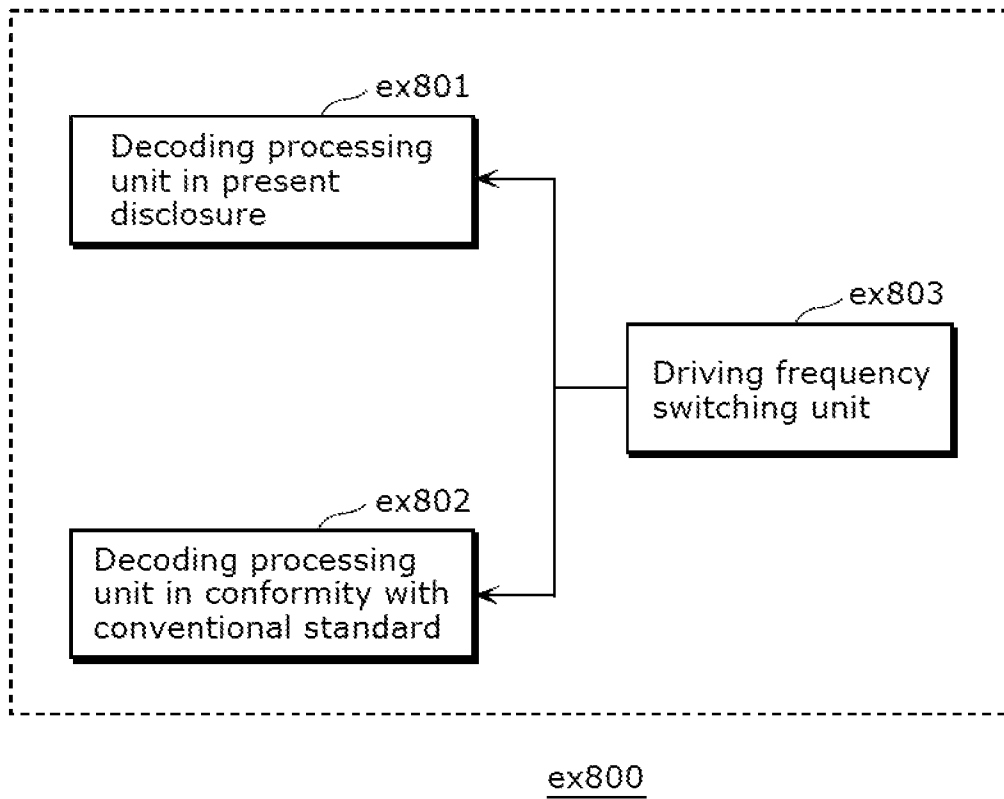 ex801
Decoding processing
unit in present
disclosure
ex803
Driving frequency
switching unit
ex802
Decoding processing
unit in conformity with
conventional standard
ex800